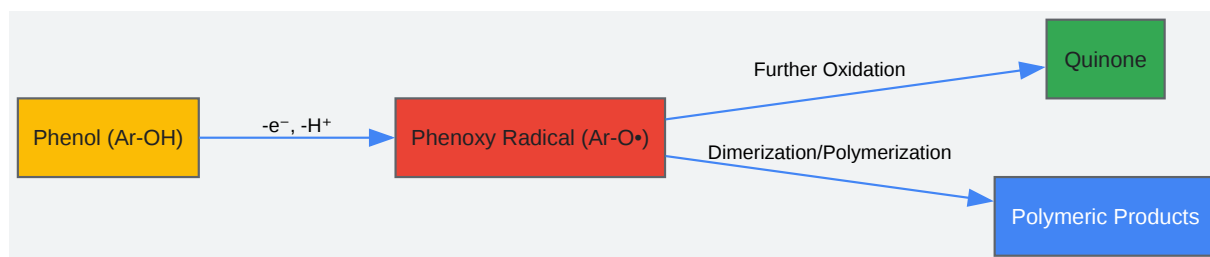 Quinone
Further Oxidation
Phenol (Ar-OH)
-e⁻, -H⁺
Phenoxy Radical (Ar-O•)
Dimerization/Polymerization
Polymeric Products